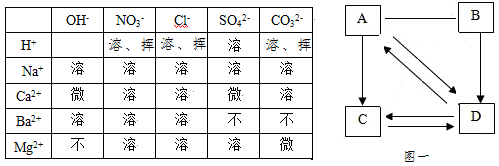 OH- NO3- Cl- SO42- CO32-
H+ 溶、挥 溶、挥 溶 溶、挥
Na+ 溶 溶 溶 溶 溶
Ca2+ 微 溶 溶 微 不
Ba2+ 溶 溶 溶 不 不
Mg2+ 不 溶 溶 溶 微
A B
C D
图一